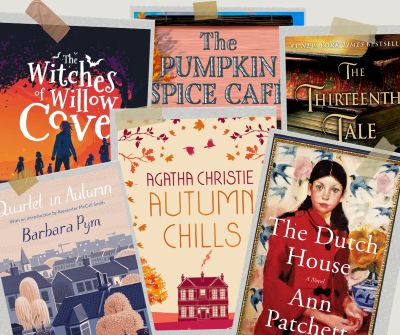 The
Witches
of Willow
Cove
The
PUMPKIN
SPICE CAFE
#1 NEW YORK TIMES BESTSELLER
THE
THIRTEENTH
TALE
Quartet in Autumn
With an introduction by Alexander McCall Smith
Barbara Pym
AGATHA CHRISTIE
AUTUMN
CHILLS
The Dutch
House
A Novel
Ann
Patchett